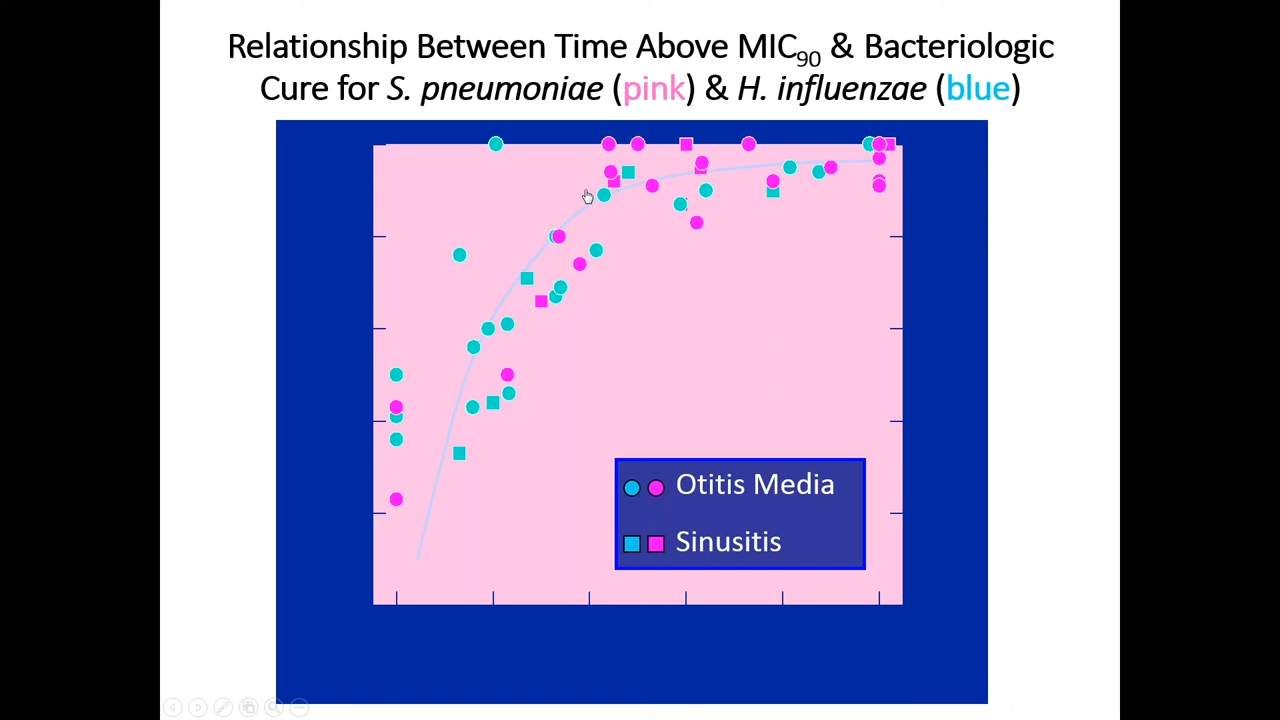 Relationship Between Time Above MIC90 & Bacteriologic
Cure for S. pneumoniae (pink) & H. influenzae (blue)
Otitis Media
Sinusitis